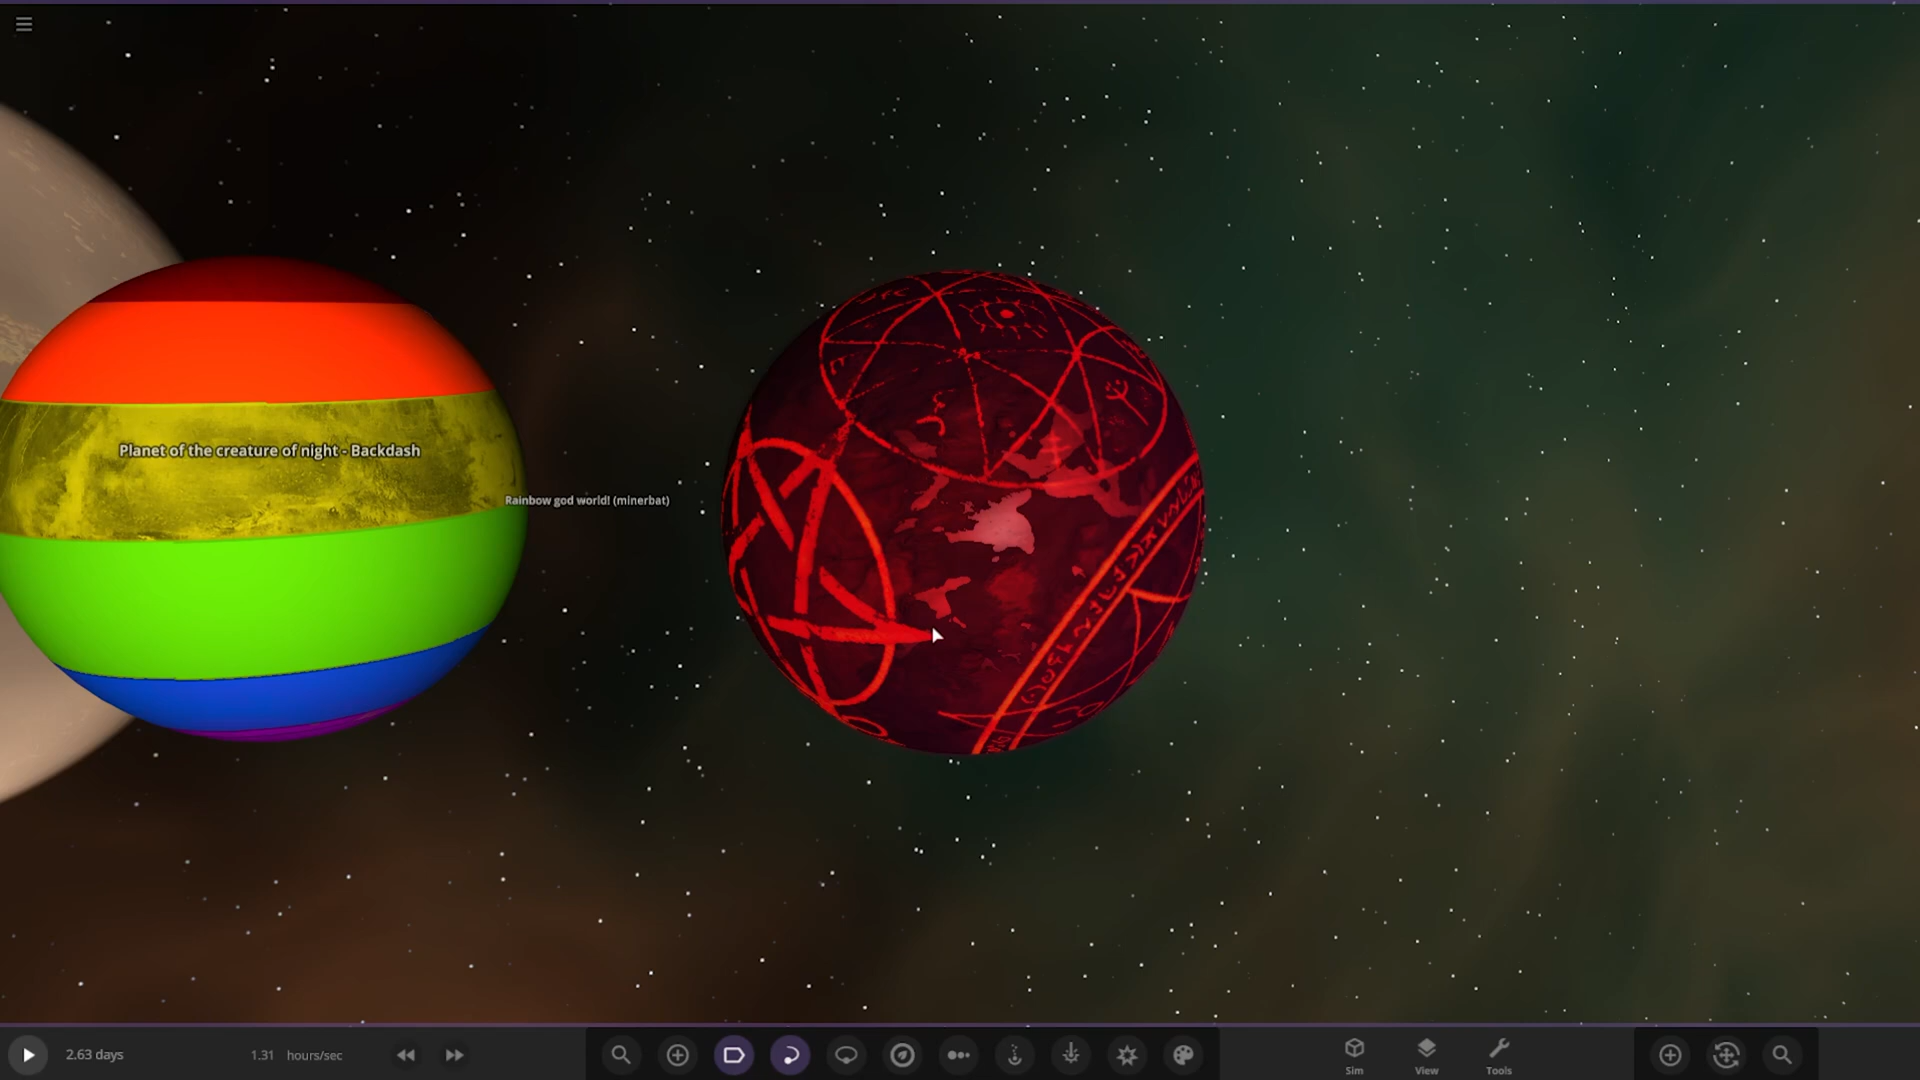 Planet of the creature of night - Backdash
Rainbow god world! (minerbat)
2.63 days
1.31 hours/sec
Sim
View
Tools